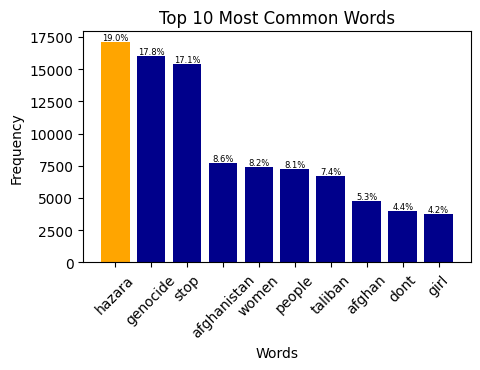 Top 10 Most Common Words
Frequency
17500
15000
12500
10000
7500
5000
2500
0
19.0%
17.8%
17.1%
8.6%
8.2%
8.1%
7.4%
5.3%
4.4%
4.2%
hazara
genocide
stop
afghanistan
women
people
taliban
afghan
dont
girl
Words